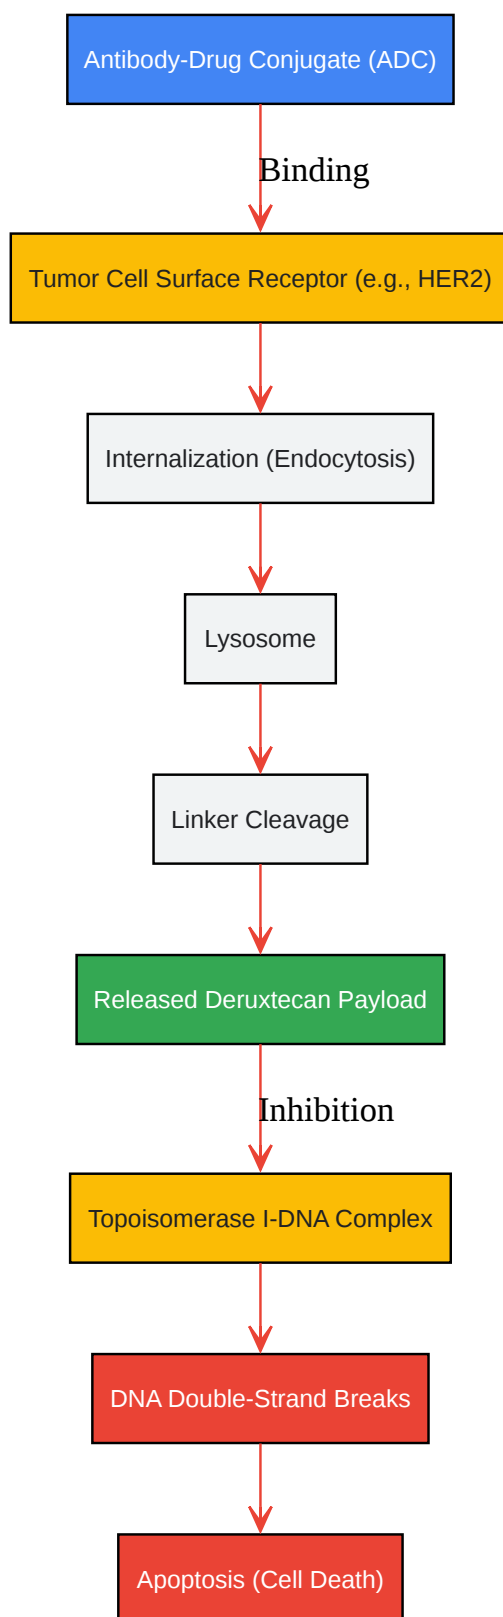 Antibody-Drug Conjugate (ADC)
Binding
Tumor Cell Surface Receptor (e.g., HER2)
Internalization (Endocytosis)
Lysosome
Linker Cleavage
Released Deruxtecan Payload
Inhibition
Topoisomerase I-DNA Complex
DNA Double-Strand Breaks
Apoptosis (Cell Death)